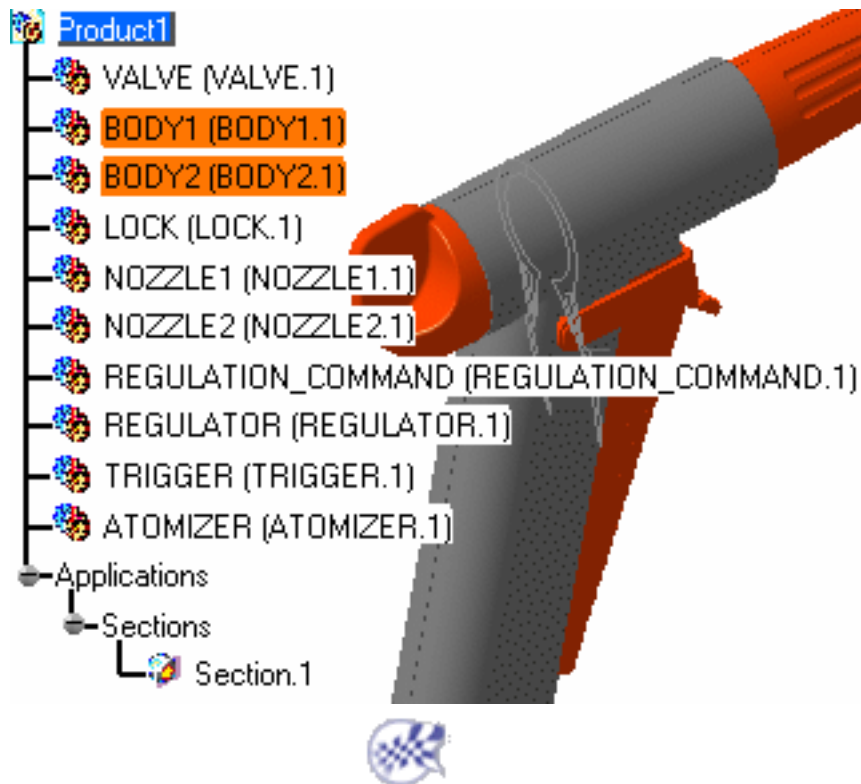 Product1
VALVE (VALVE.1)
BODY1 (BODY1.1)
BODY2 (BODY2.1)
LOCK (LOCK.1)
NOZZLE1 (NOZZLE1.1)
NOZZLE2 (NOZZLE2.1)
REGULATION_COMMAND (REGULATION_COMMAND.1)
REGULATOR (REGULATOR.1)
TRIGGER (TRIGGER.1)
ATOMIZER (ATOMIZER.1)
Applications
Sections
Section.1